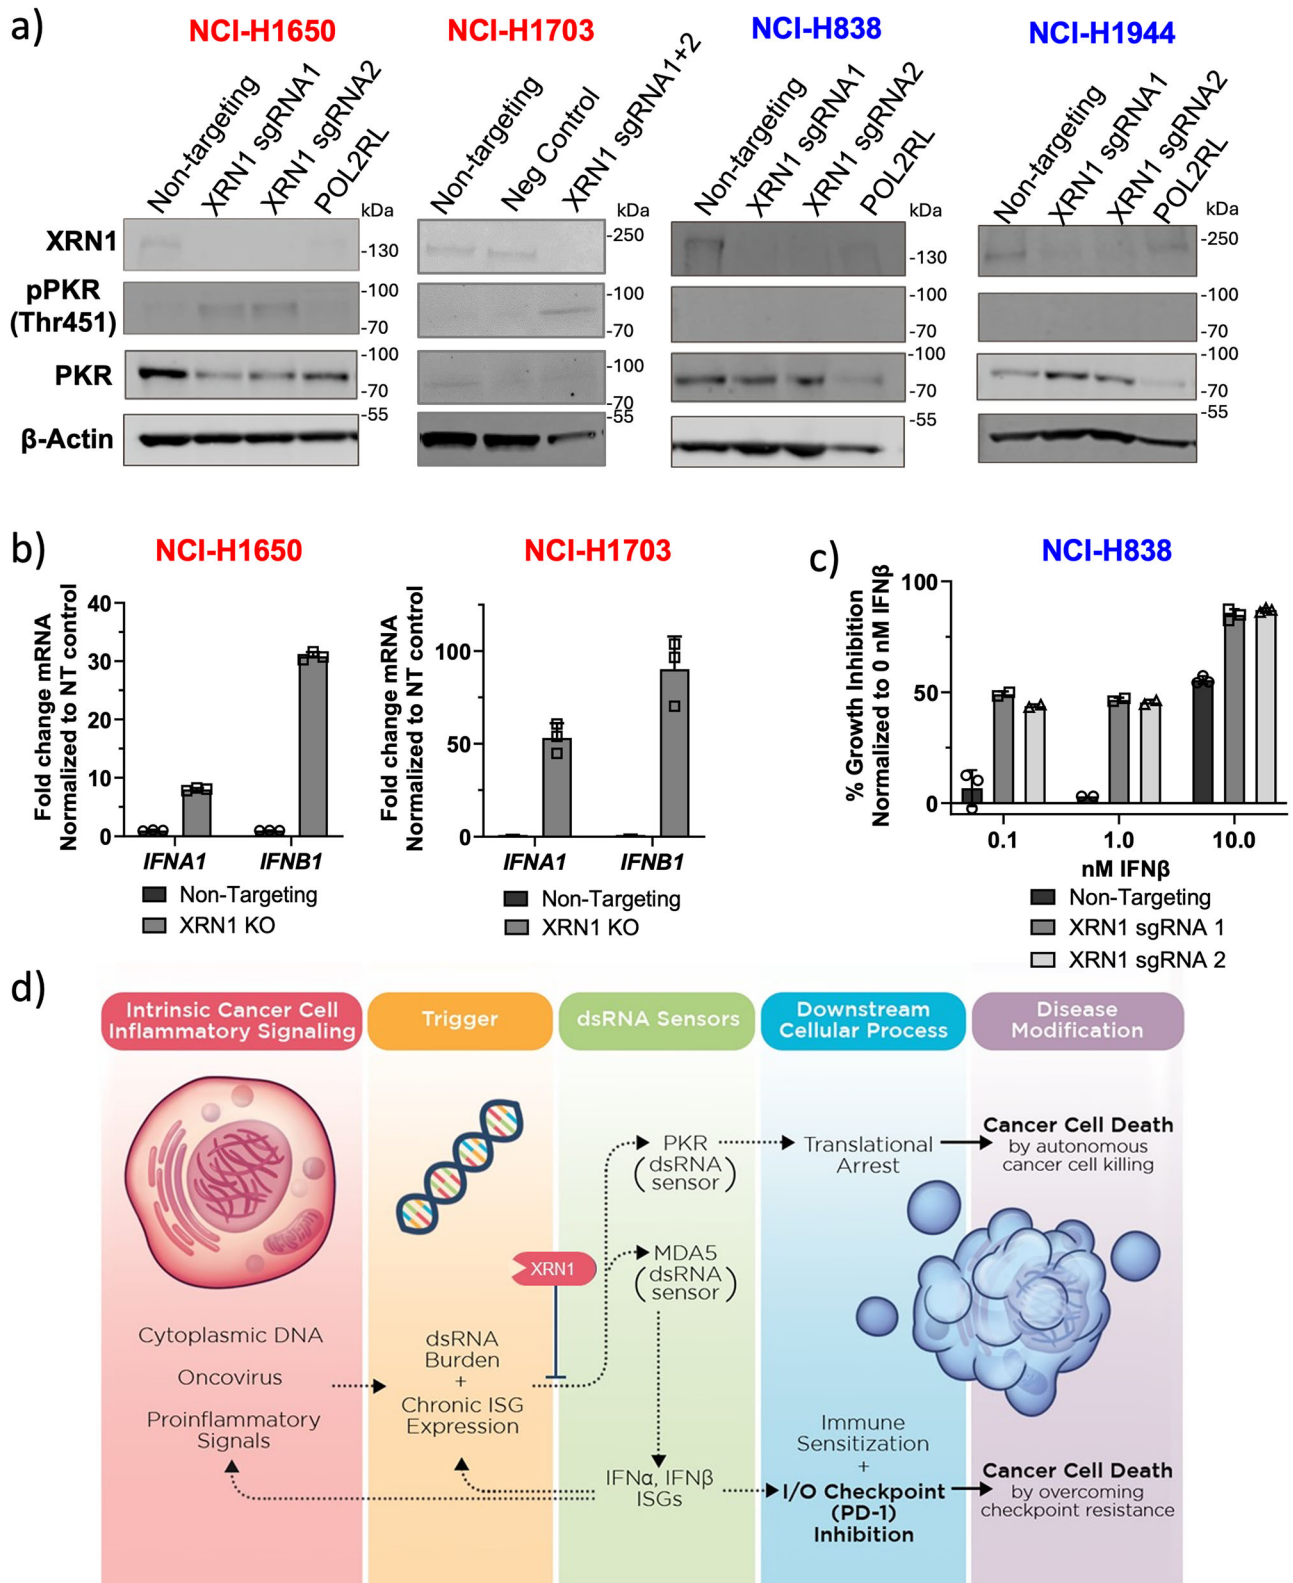 a)
NCI-H1650
NCI-H1703
NCI-H838
NCI-H1944
Non-targeting
XRN1 sgRNA1
XRN1 sgRNA2
POL2RL
Non-targeting
Neg Control
XRN1 sgRNA1+2
Non-targeting
XRN1 sgRNA1
XRN1 sgRNA2
POL2RL
Non-targeting
XRN1 sgRNA1
XRN1 sgRNA2
POL2RL
kDa
kDa
kDa
kDa
XRN1
-130
-250
-130
-250
pPKR
(Thr451)
-100
-70
-100
-70
-100
-70
-100
-70
PKR
-100
-70
-100
-70
-100
-70
-100
-70
β-Actin
-55
-55
-55
-55
b)
NCI-H1650
Fold change mRNA
Normalized to NT control
40
30
20
10
0
IFNA1
IFNB1
Non-Targeting
XRN1 KO
NCI-H1703
Fold change mRNA
Normalized to NT control
100
50
0
IFNA1
IFNB1
Non-Targeting
XRN1 KO
c)
NCI-H838
% Growth Inhibition
Normalized to 0 nM IFNβ
100
50
0
0.1
1.0
10.0
nM IFNβ
Non-Targeting
XRN1 sgRNA 1
XRN1 sgRNA 2
d)
Intrinsic Cancer Cell
Inflammatory Signaling
Trigger
dsRNA Sensors
Downstream
Cellular Process
Disease
Modification
Cytoplasmic DNA
Oncovirus
Proinflammatory
Signals
dsRNA
Burden
+
Chronic ISG
Expression
XRN1
PKR
(dsRNA
sensor)
MDA5
(dsRNA
sensor)
IFNα, IFNβ
ISGs
Translational
Arrest
Immune
Sensitization
+
I/O Checkpoint
(PD-1)
Inhibition
Cancer Cell Death
by autonomous
cancer cell killing
Cancer Cell Death
by overcoming
checkpoint resistance